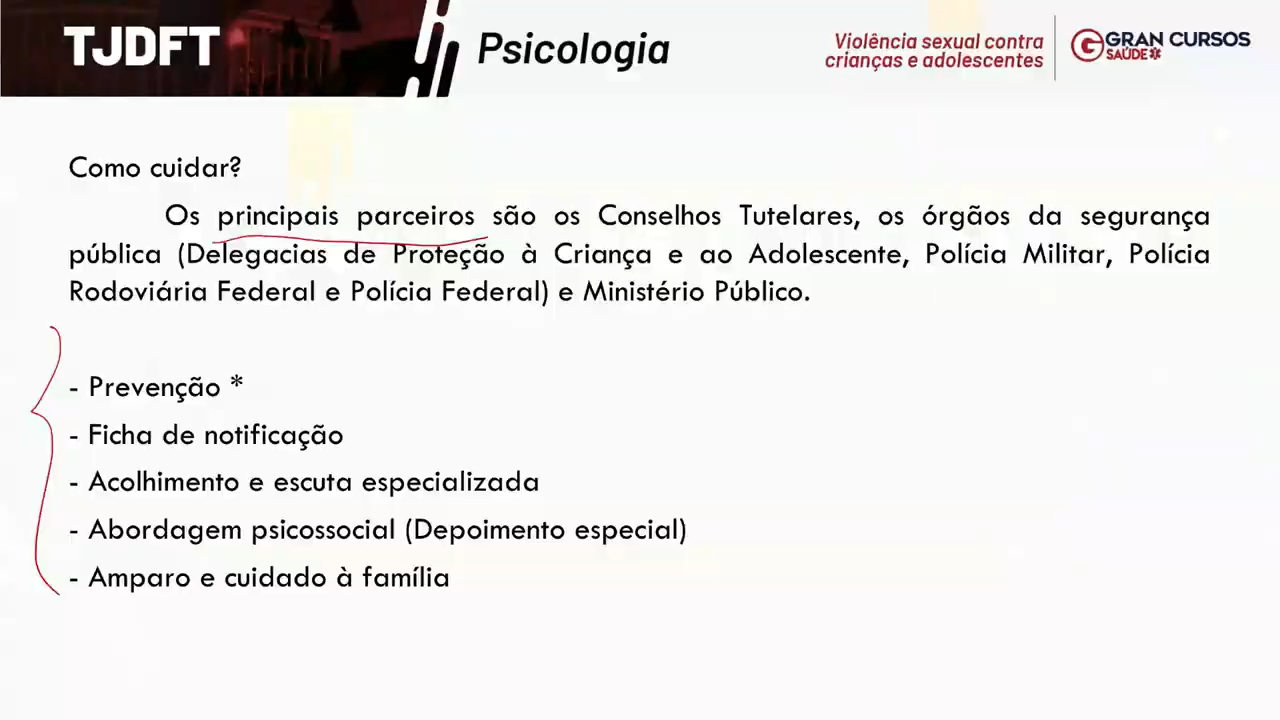 TJDFT
Psicologia
Violência sexual contra
crianças e adolescentes
GRAN CURSOS
SAÚDE
Como cuidar?
Os principais parceiros são os Conselhos Tutelares, os órgãos da segurança
pública (Delegacias de Proteção à Criança e ao Adolescente, Polícia Militar, Polícia
Rodoviária Federal e Polícia Federal) e Ministério Público.
- Prevenção *
- Ficha de notificação
- Acolhimento e escuta especializada
- Abordagem psicossocial (Depoimento especial)
- Amparo e cuidado à família